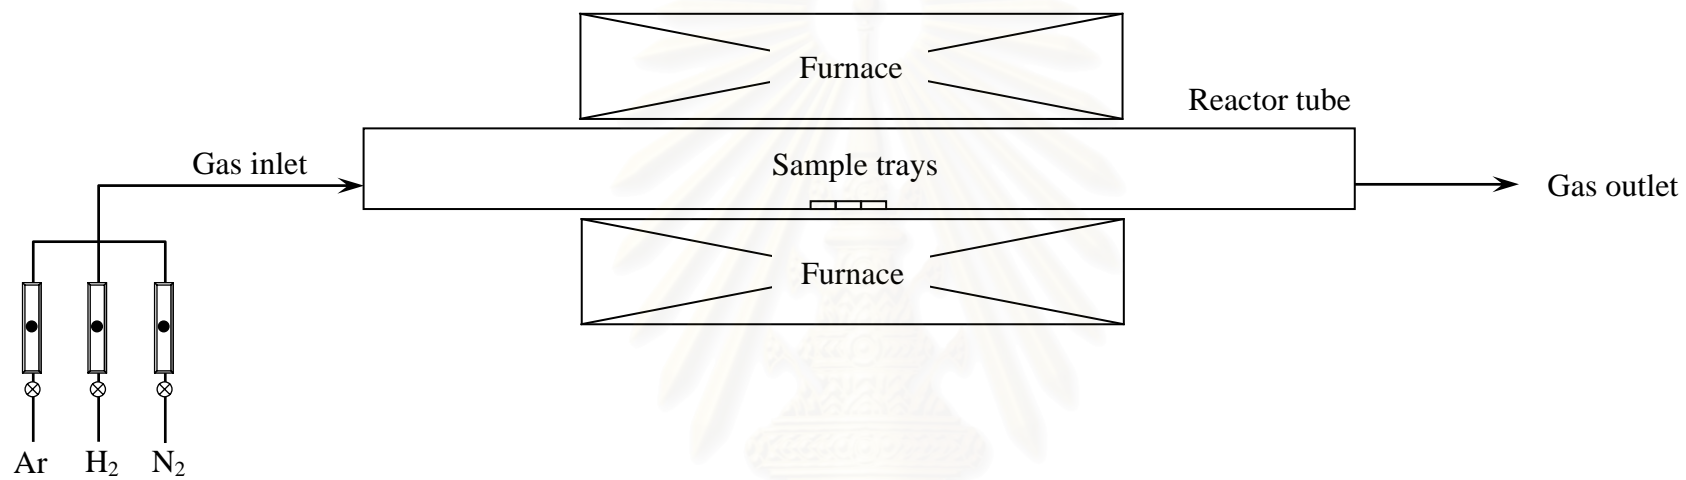 Furnace
Reactor tube
Gas inlet
Sample trays
Gas outlet
Furnace
Ar H₂ N₂